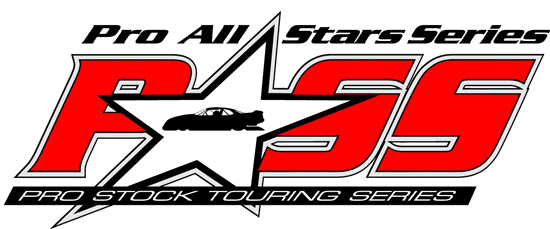 Pro All Stars Series
PASS
PRO STOCK TOURING SERIES